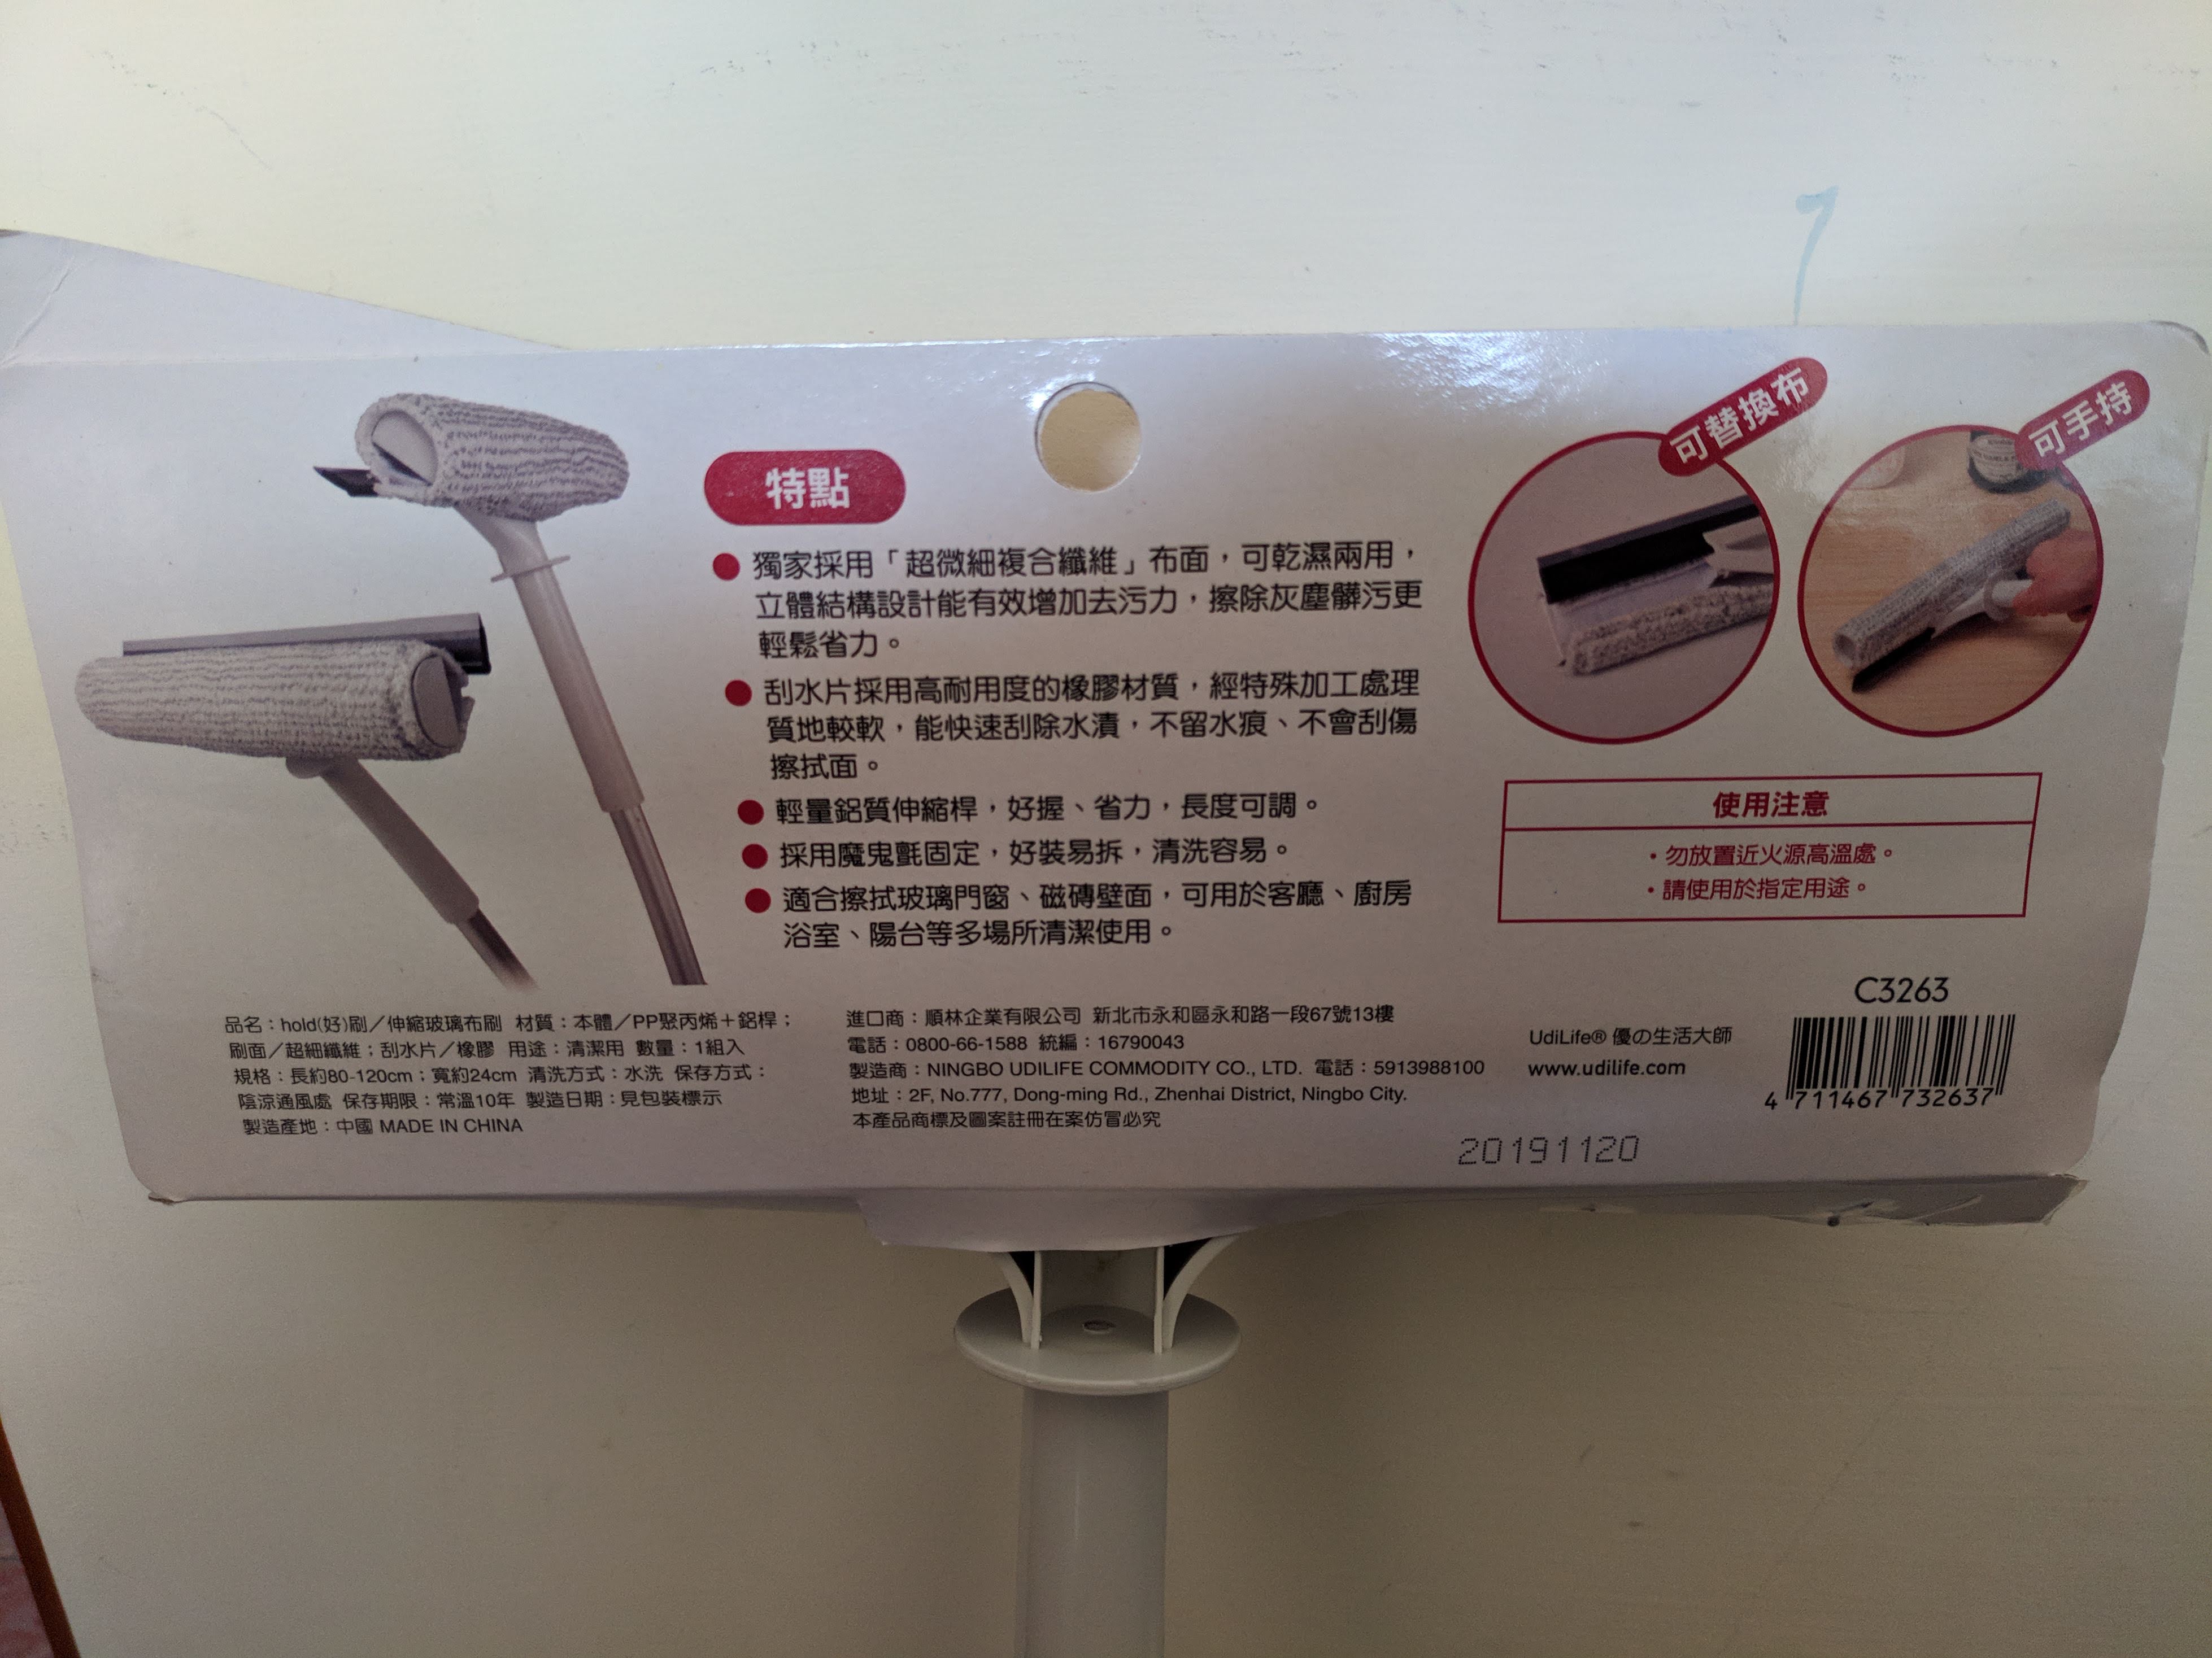 特點
獨家採用「超微細複合纖維」布面，可乾濕兩用，
立體結構設計能有效增加去污力，擦除灰塵髒污更
輕鬆省力。
刮水片採用高耐用度的橡膠材質，經特殊加工處理
質地較軟，能快速刮除水漬，不留水痕、不會刮傷
擦拭面。
輕量鋁質伸縮桿，好握、省力，長度可調。
採用魔鬼氈固定，好裝易拆，清洗容易。
適合擦拭玻璃門窗、磁磚壁面，可用於客廳、廚房
浴室、陽台等多場所清潔使用。
可替換布
可手持
使用注意
・勿放置近火源高溫處。
・請使用於指定用途。
品名：hold(好)刷／伸縮玻璃布刷 材質：本體／PP聚丙烯＋鋁桿；
刷面／超細纖維；刮水片／橡膠 用途：清潔用 數量：1組入
規格：長約80-120cm；寬約24cm 清洗方式：水洗 保存方式：
陰涼通風處 保存期限：常溫10年 製造日期：見包裝標示
製造產地：中國 MADE IN CHINA
進口商：順林企業有限公司 新北市永和區永和路一段67號13樓
電話：0800-66-1588 統編：16790043
製造商：NINGBO UDILIFE COMMODITY CO., LTD. 電話：5913988100
地址：2F, No.777, Dong-ming Rd., Zhenhai District, Ningbo City.
本產品商標及圖案註冊在案仿冒必究
UdiLife® 優の生活大師
www.udilife.com
C3263
4 711467 732637
20191120